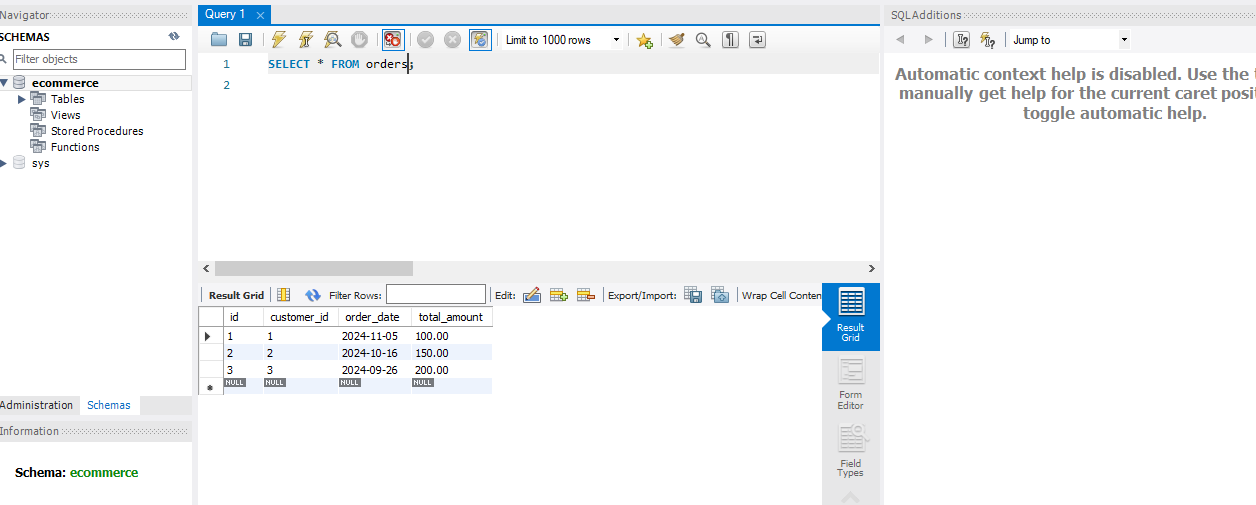 Navigator
SCHEMAS
Filter objects
ecommerce
Tables
Views
Stored Procedures
Functions
sys
Administration Schemas
Information
Schema: ecommerce
Query 1
Limit to 1000 rows
1 SELECT * FROM orders;
2
Result Grid Filter Rows: Edit: Export/Import: Wrap Cell Conten
id customer_id order_date total_amount
1 1 2024-11-05 100.00
2 2 2024-10-16 150.00
3 3 2024-09-26 200.00
NULL NULL NULL NULL
Result
Grid
Form
Editor
Field
Types
SQLAdditions
Jump to
Automatic context help is disabled. Use the t
manually get help for the current caret posit
toggle automatic help.